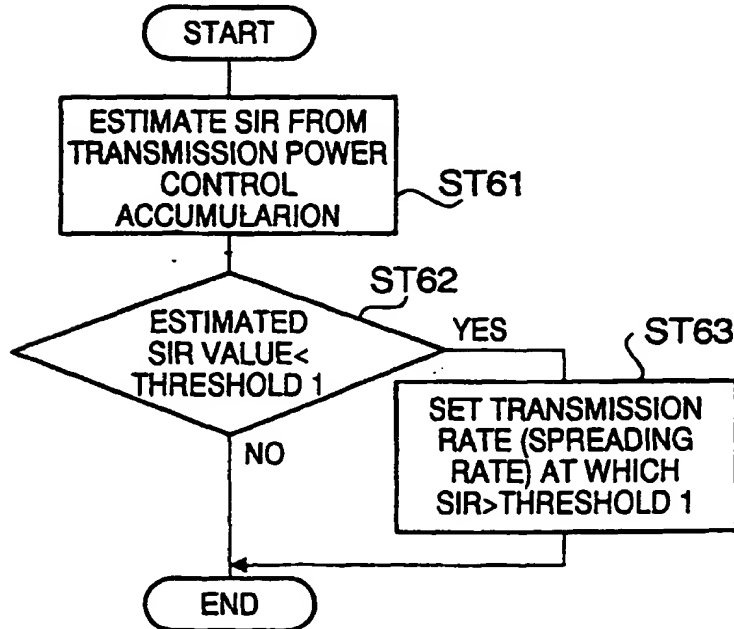 START
ESTIMATE SIR FROM
TRANSMISSION POWER
CONTROL
ACCUMULARION
ST61
ST62
ESTIMATED
SIR VALUE<
THRESHOLD 1
YES
ST63
SET TRANSMISSION
RATE (SPREADING
RATE) AT WHICH
SIR>THRESHOLD 1
NO
END